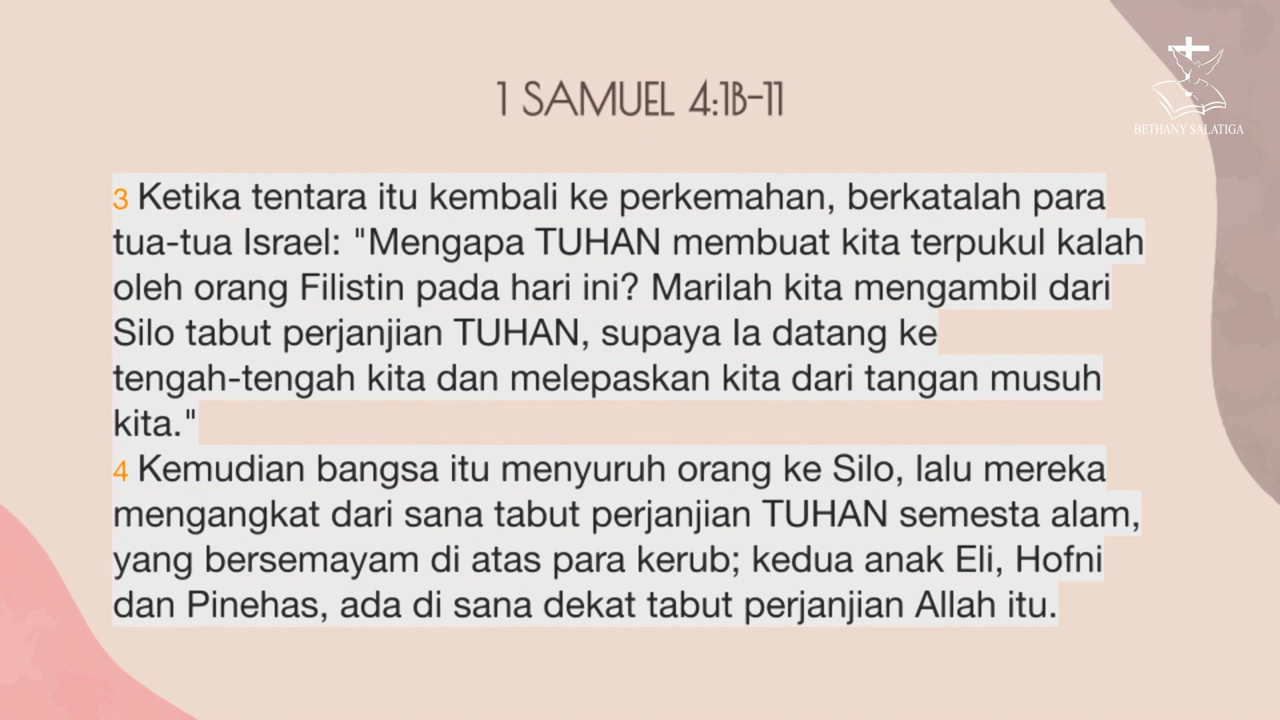 1 SAMUEL 4:1B-11
BETHANY SALATIGA
3 Ketika tentara itu kembali ke perkemahan, berkatalah para
tua-tua Israel: "Mengapa TUHAN membuat kita terpukul kalah
oleh orang Filistin pada hari ini? Marilah kita mengambil dari
Silo tabut perjanjian TUHAN, supaya Ia datang ke
tengah-tengah kita dan melepaskan kita dari tangan musuh
kita."
4 Kemudian bangsa itu menyuruh orang ke Silo, lalu mereka
mengangkat dari sana tabut perjanjian TUHAN semesta alam,
yang bersemayam di atas para kerub; kedua anak Eli, Hofni
dan Pinehas, ada di sana dekat tabut perjanjian Allah itu.